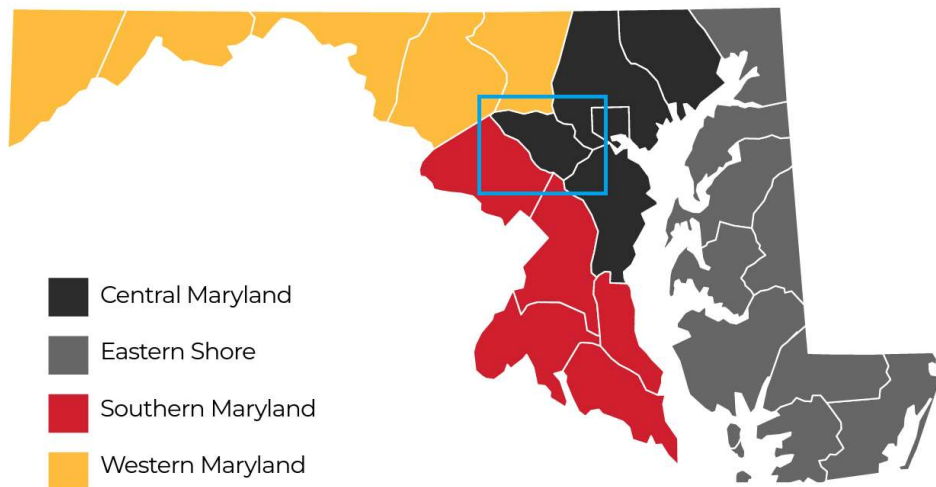 Central Maryland
Eastern Shore
Southern Maryland
Western Maryland